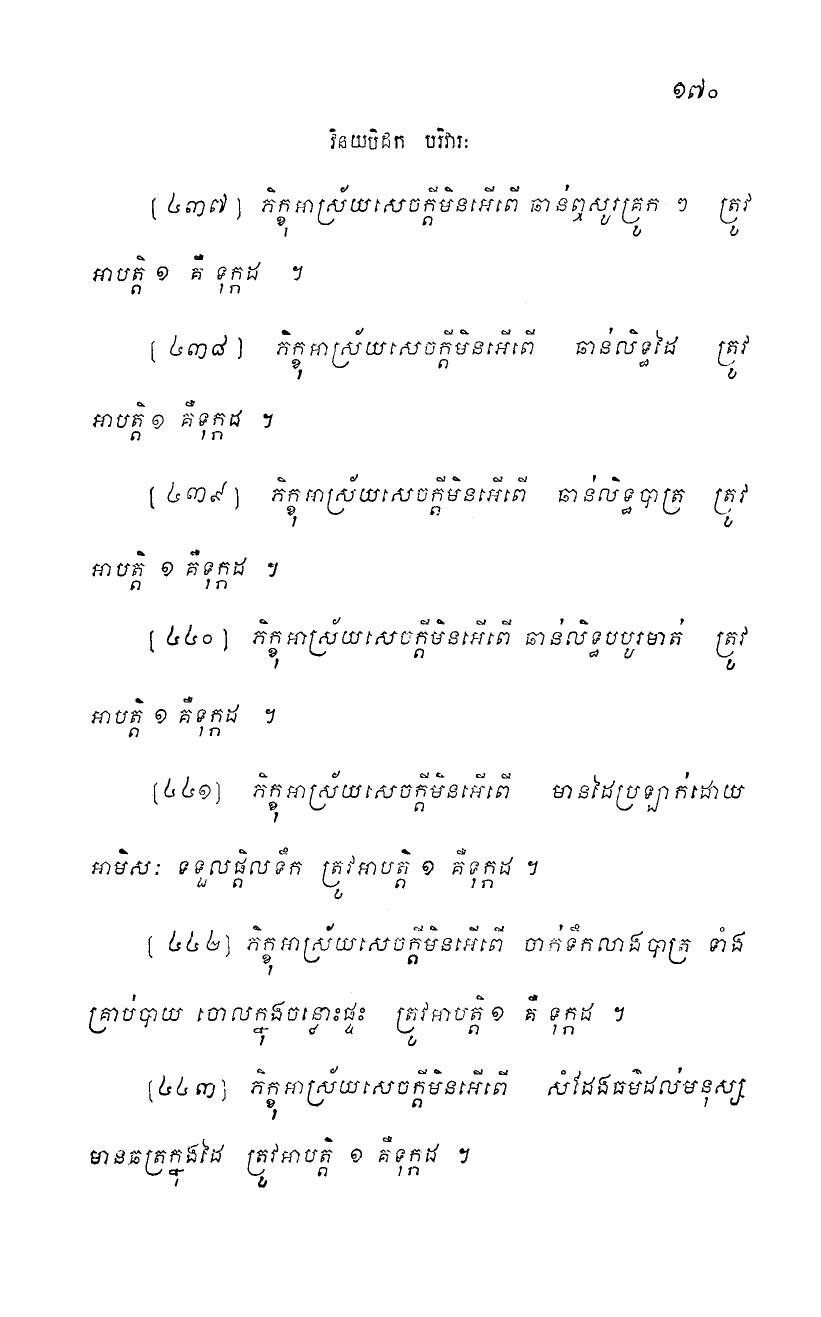 ១៧០
វិនយបិដក បរិវារៈ
[ ៤៣៧ ] ភិក្ខុអាស្រ័យសេចក្តីមិនអើពើ ឆាន់ឮសូរគ្រូក ៗ ត្រូវ
អាបត្តិ ១ គឺ ទុក្កដ ។
[ ៤៣៨ ] ភិក្ខុអាស្រ័យសេចក្តីមិនអើពើ ឆាន់លិទ្ធដៃ ត្រូវ
អាបត្តិ ១ គឺទុក្កដ ។
[ ៤៣៩ ] ភិក្ខុអាស្រ័យសេចក្តីមិនអើពើ ឆាន់លិទ្ធបាត្រ ត្រូវ
អាបត្តិ ១ គឺទុក្កដ ។
[ ៤៤០ ] ភិក្ខុអាស្រ័យសេចក្តីមិនអើពើ ឆាន់លិទ្ធបបូរមាត់ ត្រូវ
អាបត្តិ ១ គឺទុក្កដ ។
[៤៤១] ភិក្ខុអាស្រ័យសេចក្តីមិនអើពើ មានដៃប្រឡាក់ដោយ
អាមិសៈ ទទួលផ្តិលទឹក ត្រូវអាបត្តិ ១ គឺទុក្កដ ។
[ ៤៤២] ភិក្ខុអាស្រ័យសេចក្តីមិនអើពើ ចាក់ទឹកលាងបាត្រ ទាំង
គ្រាប់បាយ ចោលក្នុងចន្លោះផ្ទះ ត្រូវអាបត្តិ ១ គឺ ទុក្កដ ។
[៤៤៣] ភិក្ខុអាស្រ័យសេចក្តីមិនអើពើ សំដែងធម៌ដល់មនុស្ស
មានឆត្រក្នុងដៃ ត្រូវអាបត្តិ ១ គឺទុក្កដ ។